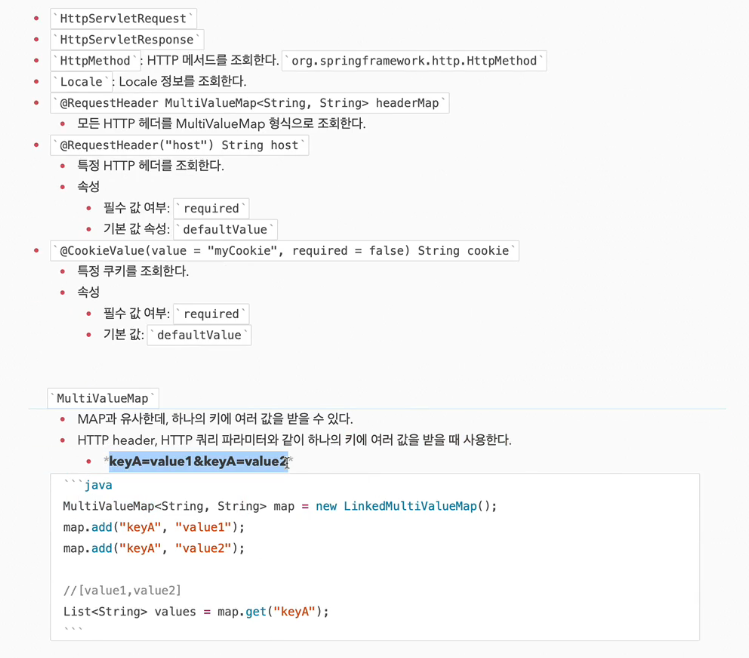 `HttpServletRequest`
`HttpServletResponse`
`HttpMethod`: HTTP 메서드를 조회한다. `org.springframework.http.HttpMethod`
`Locale`: Locale 정보를 조회한다.
`@RequestHeader MultiValueMap<String, String> headerMap`
모든 HTTP 헤더를 MultiValueMap 형식으로 조회한다.
`@RequestHeader("host") String host`
특정 HTTP 헤더를 조회한다.
속성
필수 값 여부: `required`
기본 값 속성: `defaultValue`
`@CookieValue(value = "myCookie", required = false) String cookie`
특정 쿠키를 조회한다.
속성
필수 값 여부: `required`
기본 값: `defaultValue`
`MultiValueMap`
MAP과 유사한데, 하나의 키에 여러 값을 받을 수 있다.
HTTP header, HTTP 쿼리 파라미터와 같이 하나의 키에 여러 값을 받을 때 사용한다.
*keyA=value1&keyA=value2*
```java
MultiValueMap<String, String> map = new LinkedMultiValueMap();
map.add("keyA", "value1");
map.add("keyA", "value2");
//[value1,value2]
List<String> values = map.get("keyA");
```